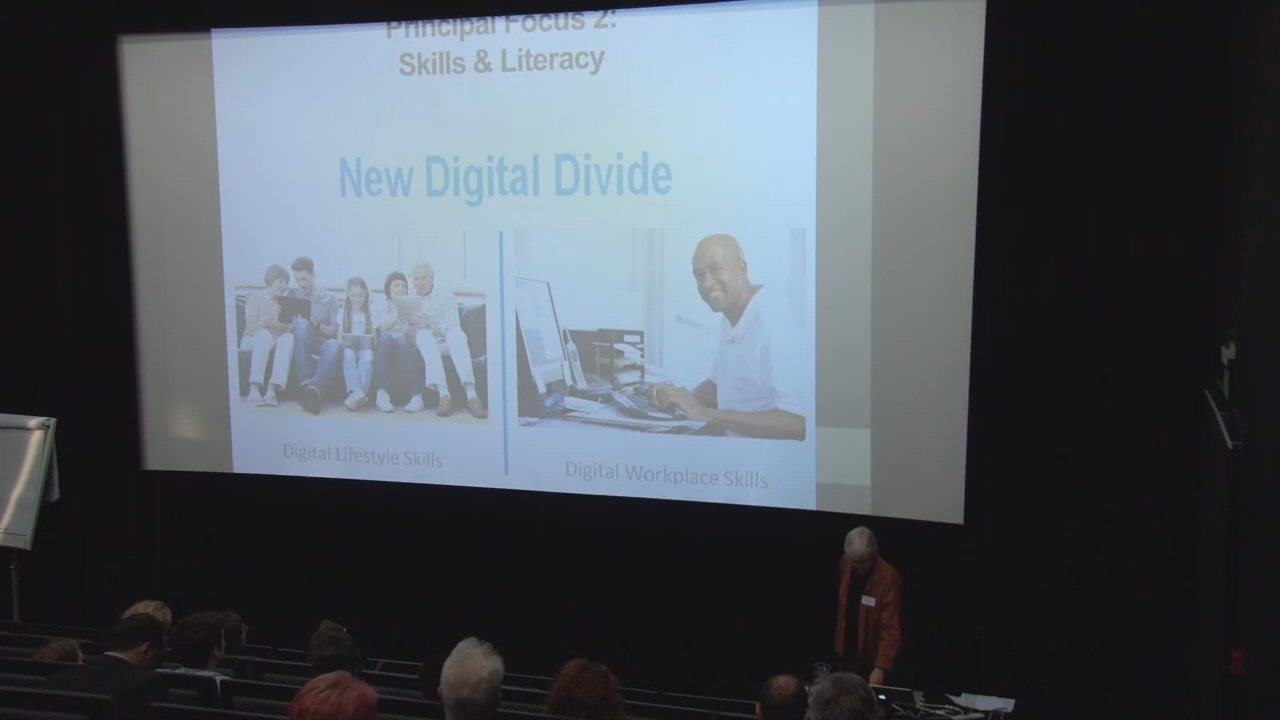 Principal Focus 2:
Skills & Literacy
New Digital Divide
Digital Lifestyle Skills
Digital Workplace Skills